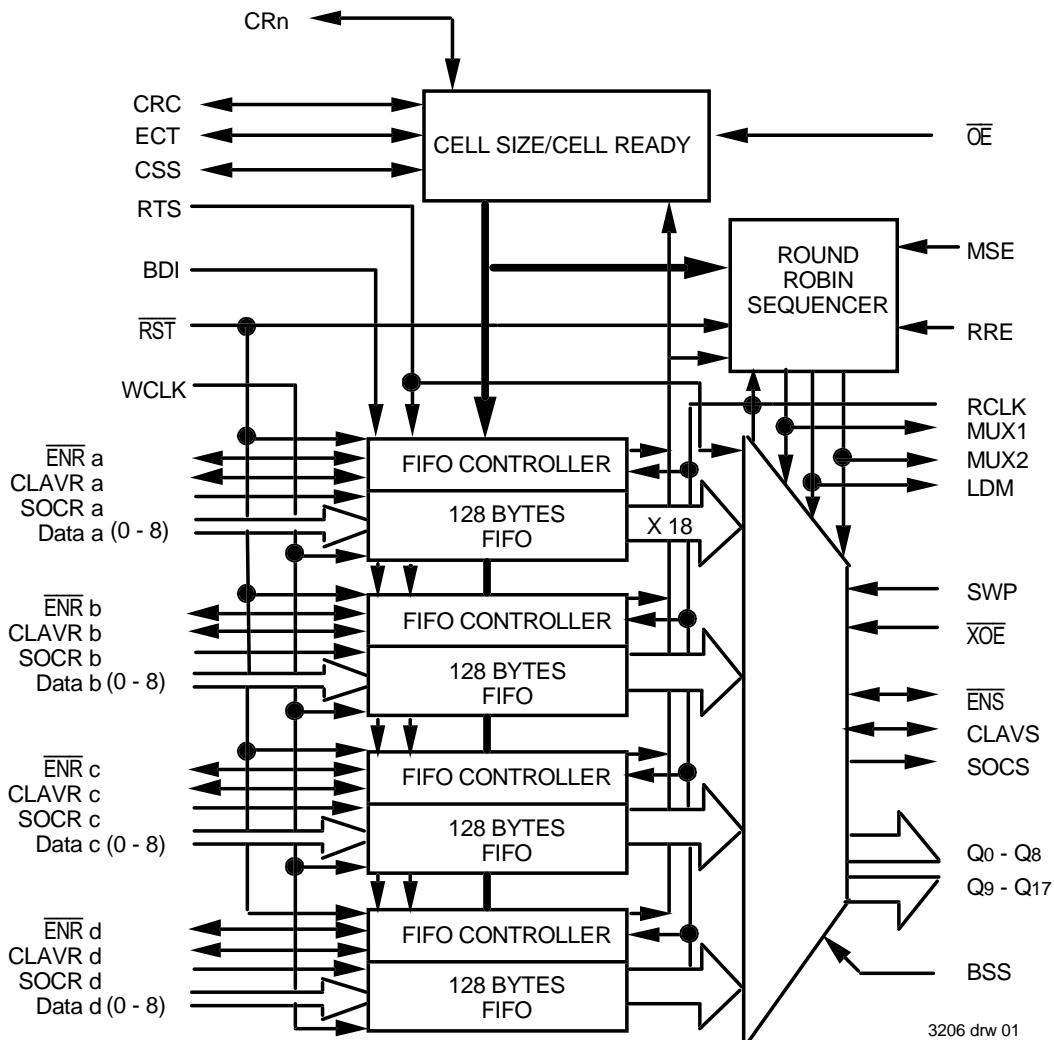 CRn
CRC
ECT
CSS
RTS
BDI
RST
WCLK
CELL SIZE/CELL READY
OE
ROUND
ROBIN
SEQUENCER
MSE
RRE
RCLK
MUX1
MUX2
LDM
ENR a
CLAVR a
SOCR a
Data a (0 - 8)
FIFO CONTROLLER
128 BYTES
FIFO
X 18
ENR b
CLAVR b
SOCR b
Data b (0 - 8)
FIFO CONTROLLER
128 BYTES
FIFO
ENR c
CLAVR c
SOCR c
Data c (0 - 8)
FIFO CONTROLLER
128 BYTES
FIFO
ENR d
CLAVR d
SOCR d
Data d (0 - 8)
FIFO CONTROLLER
128 BYTES
FIFO
SWP
XOE
ENS
CLAVS
SOCS
Q0 - Q8
Q9 - Q17
BSS
3206 drw 01